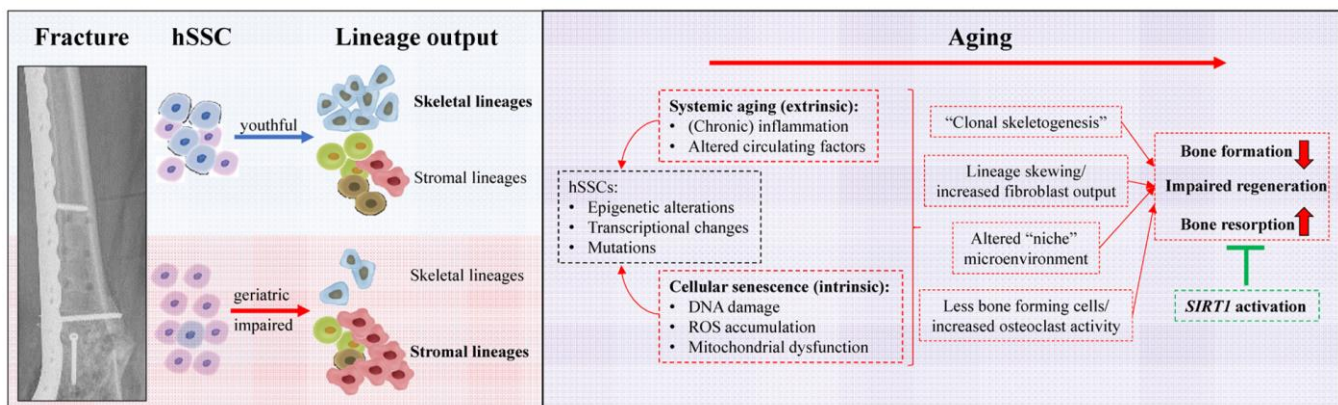 Fracture
hSSC
Lineage output
youthful
Skeletal lineages
Stromal lineages
geriatric
impaired
Skeletal lineages
Stromal lineages
Aging
Systemic aging (extrinsic):
• (Chronic) inflammation
• Altered circulating factors
hSSCs:
• Epigenetic alterations
• Transcriptional changes
• Mutations
Cellular senescence (intrinsic):
• DNA damage
• ROS accumulation
• Mitochondrial dysfunction
“Clonal skeletogenesis”
Lineage skewing/
increased fibroblast output
Altered “niche”
microenvironment
Less bone forming cells/
increased osteoclast activity
Bone formation
Impaired regeneration
Bone resorption
SIRT1 activation